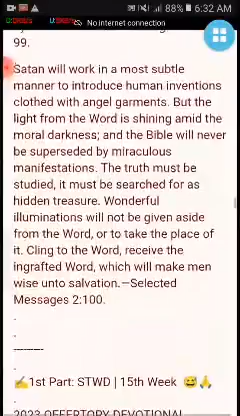 88% 6:32 AM
No internet connection
99.
Satan will work in a most subtle
manner to introduce human inventions
clothed with angel garments. But the
light from the Word is shining amid the
moral darkness; and the Bible will never
be superseded by miraculous
manifestations. The truth must be
studied, it must be searched for as
hidden treasure. Wonderful
illuminations will not be given aside
from the Word, or to take the place of
it. Cling to the Word, receive the
ingrafted Word, which will make men
wise unto salvation.—Selected
Messages 2:100.
.
.
---------
.
✍️1st Part: STWD | 15th Week 😅🙏
.
2023 OFFERTORY DEVOTIONAL